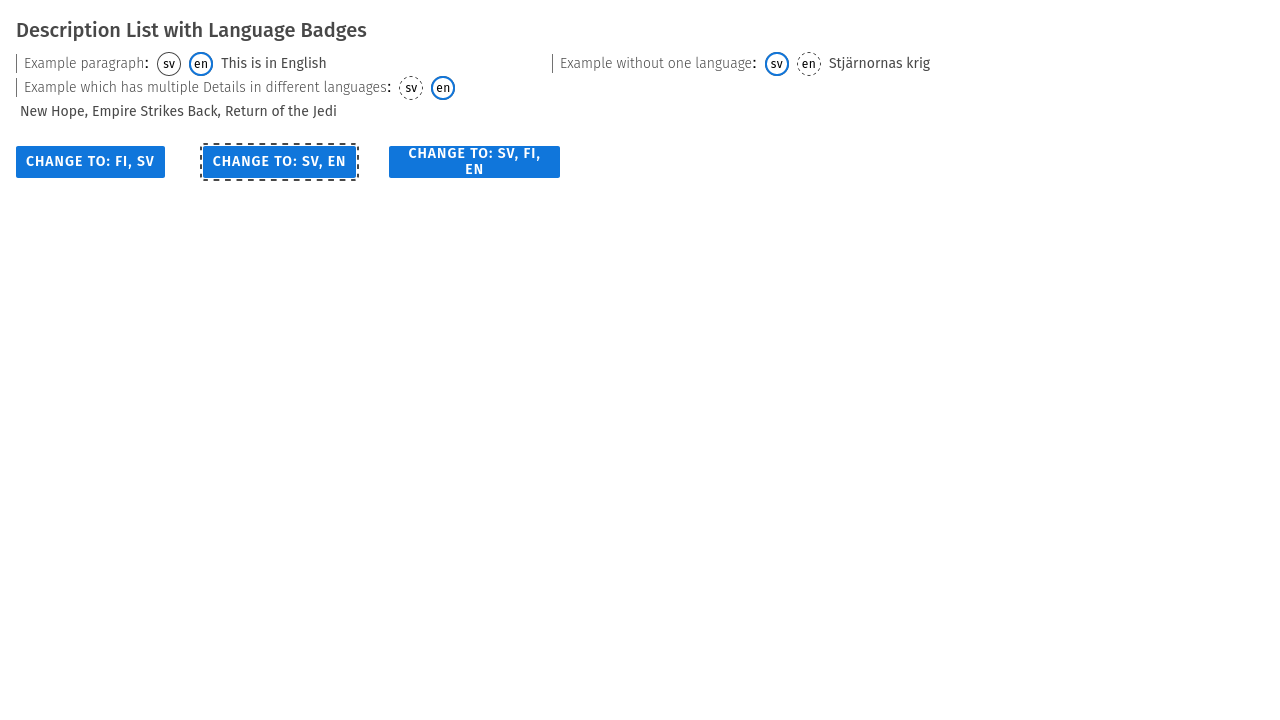 Description List with Language Badges
Example paragraph: sv en This is in English
Example without one language: sv en Stjärnornas krig
Example which has multiple Details in different languages: sv en
New Hope, Empire Strikes Back, Return of the Jedi
CHANGE TO: FI, SV
CHANGE TO: SV, EN
CHANGE TO: SV, FI,
EN